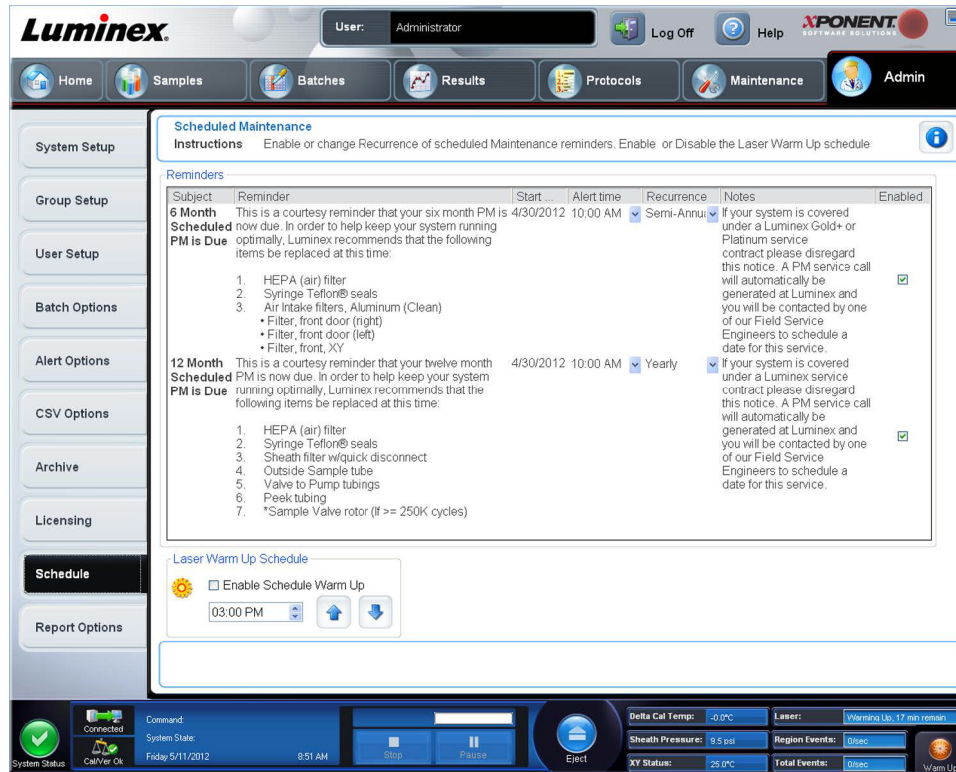 Luminex.
User: Administrator
Log Off
Help
XPONENT
SOFTWARE SOLUTIONS
Home
Samples
Batches
Results
Protocols
Maintenance
Admin
System Setup
Group Setup
User Setup
Batch Options
Alert Options
CSV Options
Archive
Licensing
Schedule
Report Options
Scheduled Maintenance
Instructions Enable or change Recurrence of scheduled Maintenance reminders. Enable or Disable the Laser Warm Up schedule
Reminders
Subject Reminder Start ... Alert time Recurrence Notes Enabled
6 Month
Scheduled
PM is Due
This is a courtesy reminder that your six month PM is
now due. In order to help keep your system running
optimally, Luminex recommends that the following
items be replaced at this time:
1. HEPA (air) filter
2. Syringe Teflon® seals
3. Air Intake filters, Aluminum (Clean)
• Filter, front door (right)
• Filter, front door (left)
• Filter, front, XY
4/30/2012 10:00 AM Semi-Annua
If your system is covered
under a Luminex Gold+ or
Platinum service
contract please disregard
this notice. A PM service call
will automatically be
generated at Luminex and
you will be contacted by one
of our Field Service
Engineers to schedule a
date for this service.
12 Month
Scheduled
PM is Due
This is a courtesy reminder that your twelve month
PM is now due. In order to help keep your system
running optimally, Luminex recommends that the
following items be replaced at this time:
1. HEPA (air) filter
2. Syringe Teflon® seals
3. Sheath filter w/quick disconnect
4. Outside Sample tube
5. Valve to Pump tubings
6. Peek tubing
7. *Sample Valve rotor (If >= 250K cycles)
4/30/2012 10:00 AM Yearly
If your system is covered
under a Luminex service
contract please disregard
this notice. A PM service call
will automatically be
generated at Luminex and
you will be contacted by one
of our Field Service
Engineers to schedule a
date for this service.
Laser Warm Up Schedule
Enable Schedule Warm Up
03:00 PM
System Status
Connected
Cal/Ver Ok
Command:
System State:
Friday 5/11/2012 8:51 AM
Stop
Pause
Eject
Delta Cal Temp: -0.0°C
Sheath Pressure: 9.5 psi
XY Status: 25.0°C
Laser: Warming Up, 17 min remain
Region Events: 0/sec
Total Events: 0/sec
Warm Up